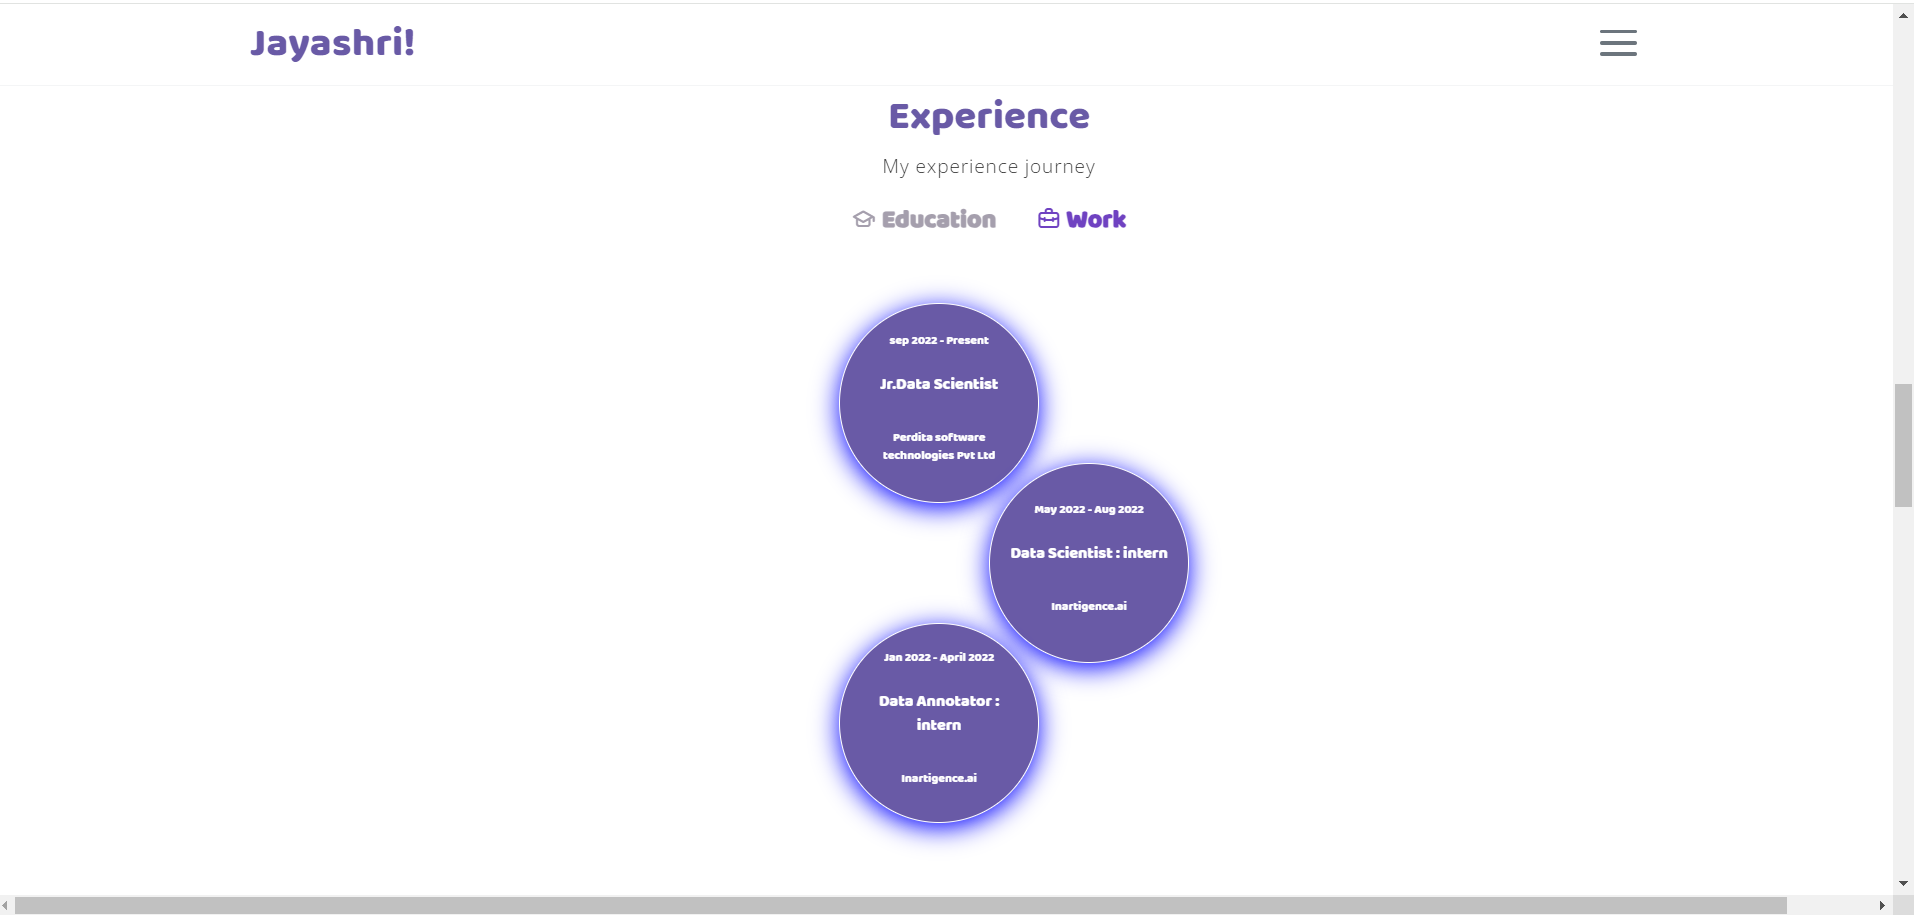 Jayashri!
Experience
My experience journey
Education
Work
sep 2022 - Present
Jr.Data Scientist
Perdita software
technologies Pvt Ltd
May 2022 - Aug 2022
Data Scientist : intern
Inartigence.ai
Jan 2022 - April 2022
Data Annotator :
intern
Inartigence.ai